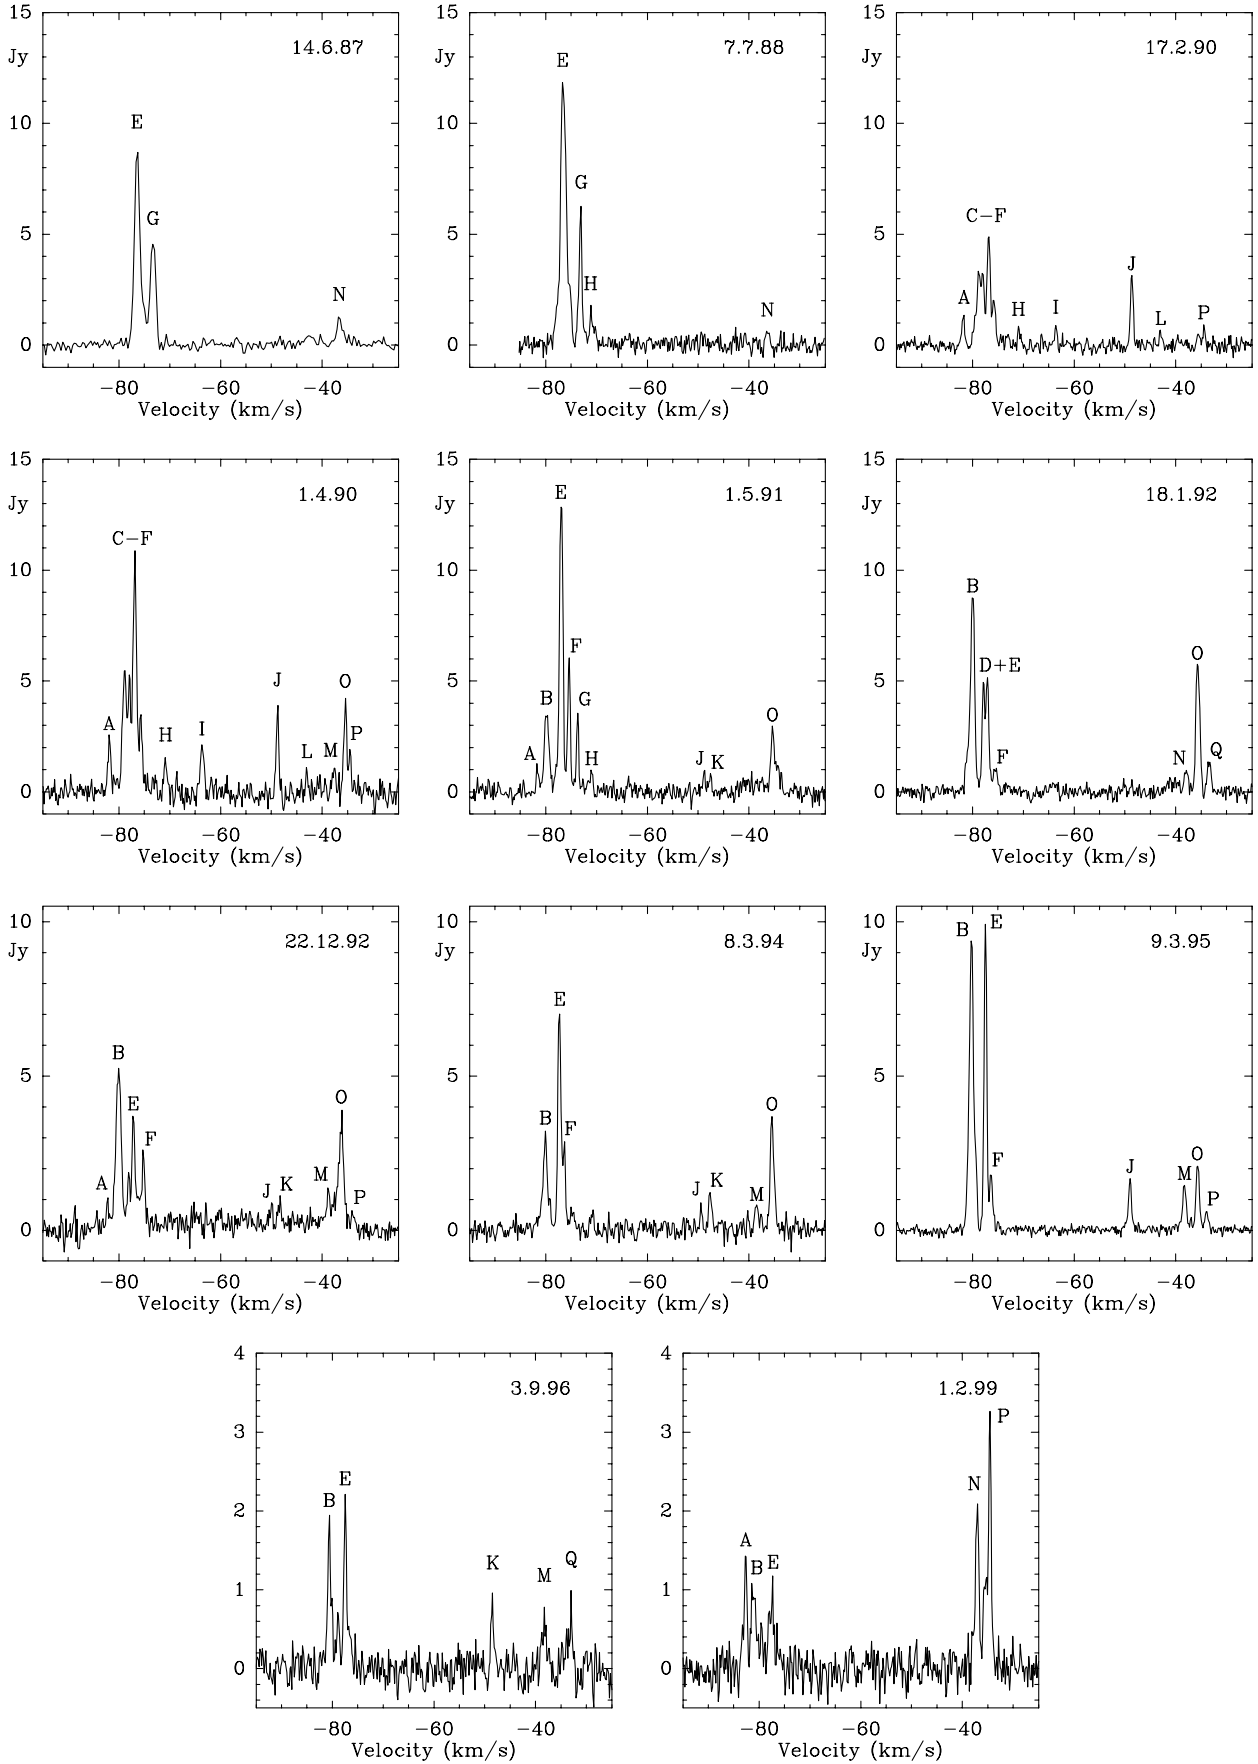 15 15 15
Jy 14.6.87 Jy 7.7.88 Jy 17.2.90
E E
10 10 10
G G C−F
5 5 5
N H N A H I J L P
0 0 0
−80 −60 −40 −80 −60 −40 −80 −60 −40
Velocity (km/s) Velocity (km/s) Velocity (km/s)
15 15 15
Jy 1.4.90 Jy 1.5.91 Jy 18.1.92
C−F E
10 10 10
B
J O F D+E O
5 5 5
A H I L M P A B G H J K O F N Q
0 0 0
−80 −60 −40 −80 −60 −40 −80 −60 −40
Velocity (km/s) Velocity (km/s) Velocity (km/s)
10 10 10
Jy 22.12.92 Jy 8.3.94 Jy B E 9.3.95
E
B
5 5 5
E O B O
A F J K M P F J K M F J M O P
0 0 0
−80 −60 −40 −80 −60 −40 −80 −60 −40
Velocity (km/s) Velocity (km/s) Velocity (km/s)
4 4
3.9.96 1.2.99
P
3 3
B E N
2 2
K M Q A B E
1 1
0 0
−80 −60 −40 −80 −60 −40
Velocity (km/s) Velocity (km/s)